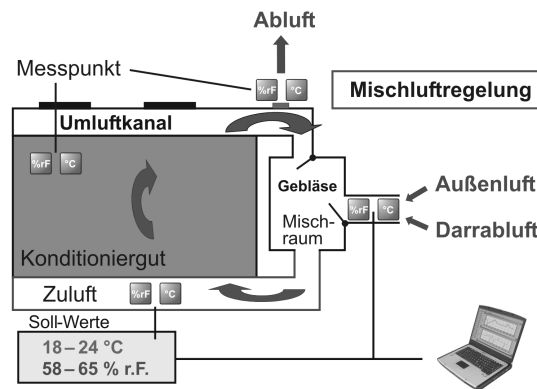 Abluft
Messpunkt
%rF °C
Mischluftregelung
Umluftkanal
%rF °C
Gebläse
Außenluft
%rF °C
Misch-
raum
Darrabluft
Konditioniergut
Zuluft
%rF °C
Soll-Werte
18 – 24 °C
58 – 65 % r.F.